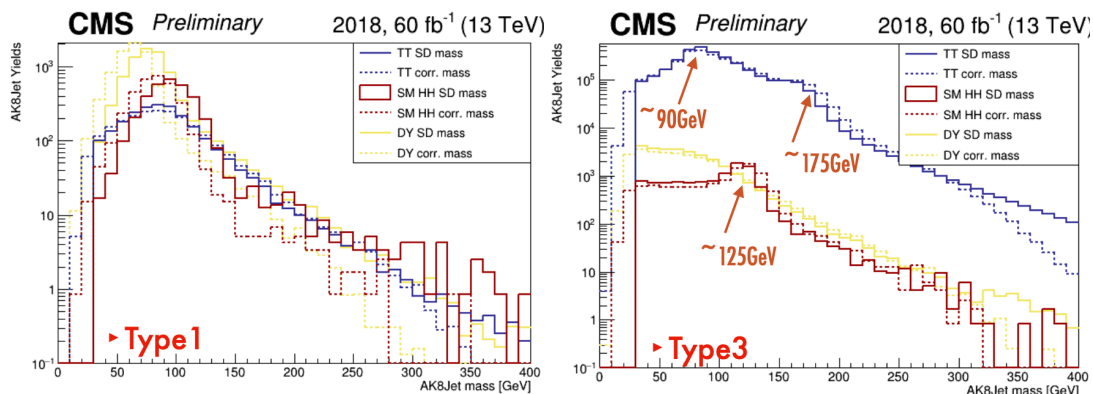 CMS Preliminary 2018, 60 fb⁻¹ (13 TeV)
AK8Jet Yields
10³
10²
10
1
10⁻¹
TT SD mass
TT corr. mass
SM HH SD mass
SM HH corr. mass
DY SD mass
DY corr. mass
▸ Type1
0 50 100 150 200 250 300 350 400
AK8Jet mass [GeV]
CMS Preliminary 2018, 60 fb⁻¹ (13 TeV)
AK8Jet Yields
10⁵
10⁴
10³
10²
10
1
10⁻¹
TT SD mass
TT corr. mass
SM HH SD mass
SM HH corr. mass
DY SD mass
DY corr. mass
~90GeV
~175GeV
~125GeV
▸ Type3
0 50 100 150 200 250 300 350 400
AK8Jet mass [GeV]